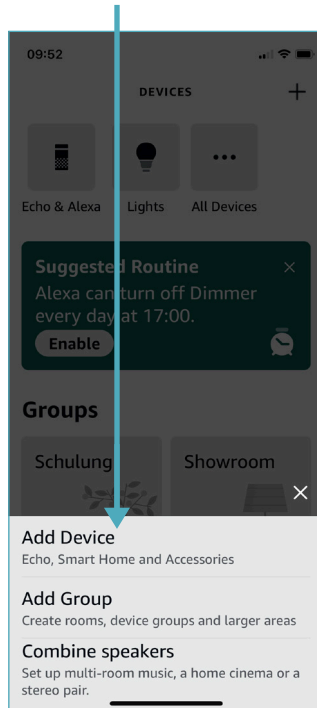 09:52
DEVICES
Echo & Alexa Lights All Devices
Suggested Routine
Alexa can turn off Dimmer
every day at 17:00.
Enable
Groups
Schulung Showroom
Add Device
Echo, Smart Home and Accessories
Add Group
Create rooms, device groups and larger areas
Combine speakers
Set up multi-room music, a home cinema or a
stereo pair.